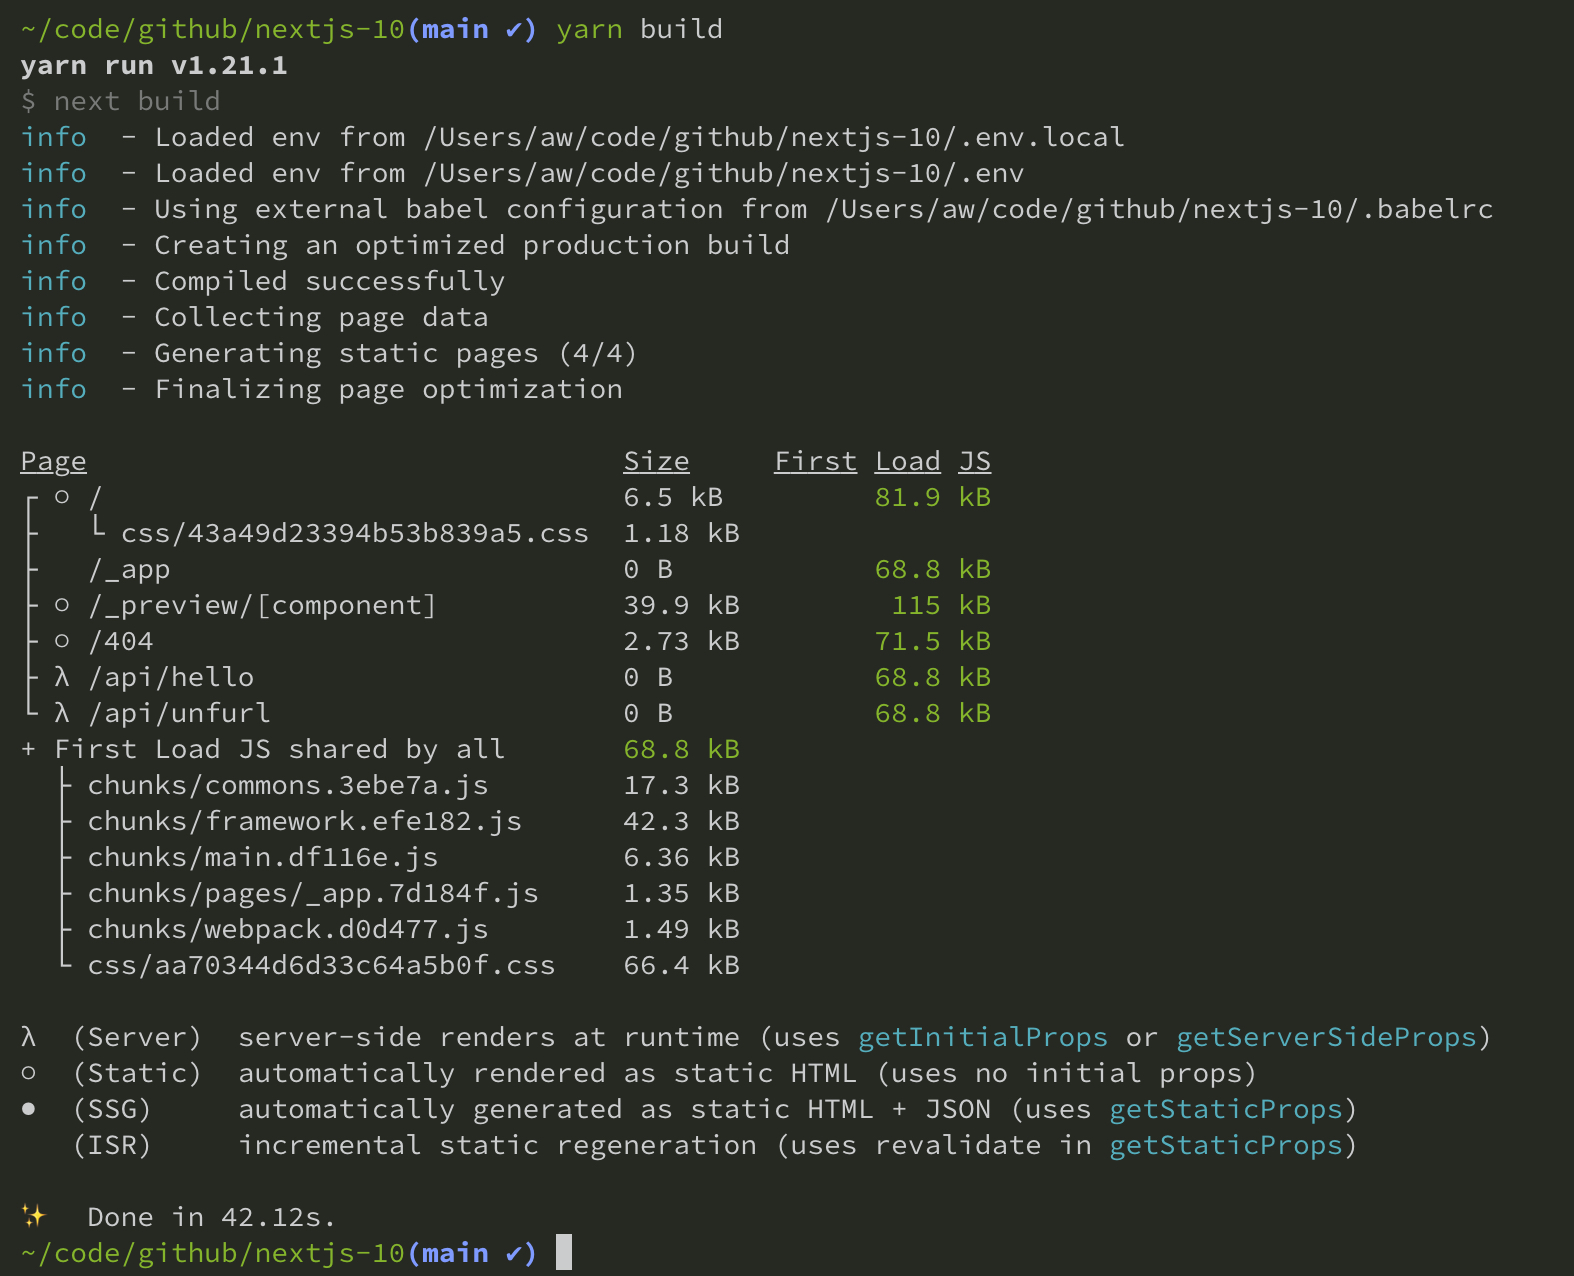 ~/code/github/nextjs-10(main ✔) yarn build
yarn run v1.21.1
$ next build
info  - Loaded env from /Users/aw/code/github/nextjs-10/.env.local
info  - Loaded env from /Users/aw/code/github/nextjs-10/.env
info  - Using external babel configuration from /Users/aw/code/github/nextjs-10/.babelrc
info  - Creating an optimized production build
info  - Compiled successfully
info  - Collecting page data
info  - Generating static pages (4/4)
info  - Finalizing page optimization

Page                                Size     First Load JS
┌ ○ /                               6.5 kB         81.9 kB
├   └ css/43a49d23394b53b839a5.css  1.18 kB
├   /_app                           0 B            68.8 kB
├ ○ /_preview/[component]           39.9 kB         115 kB
├ ○ /404                            2.73 kB        71.5 kB
├ λ /api/hello                      0 B            68.8 kB
└ λ /api/unfurl                     0 B            68.8 kB
+ First Load JS shared by all       68.8 kB
  ├ chunks/commons.3ebe7a.js        17.3 kB
  ├ chunks/framework.efe182.js      42.3 kB
  ├ chunks/main.df116e.js           6.36 kB
  ├ chunks/pages/_app.7d184f.js     1.35 kB
  ├ chunks/webpack.d0d477.js        1.49 kB
  └ css/aa70344d6d33c64a5b0f.css    66.4 kB

λ  (Server)  server-side renders at runtime (uses getInitialProps or getServerSideProps)
○  (Static)  automatically rendered as static HTML (uses no initial props)
●  (SSG)     automatically generated as static HTML + JSON (uses getStaticProps)
   (ISR)     incremental static regeneration (uses revalidate in getStaticProps)

✨  Done in 42.12s.
~/code/github/nextjs-10(main ✔)